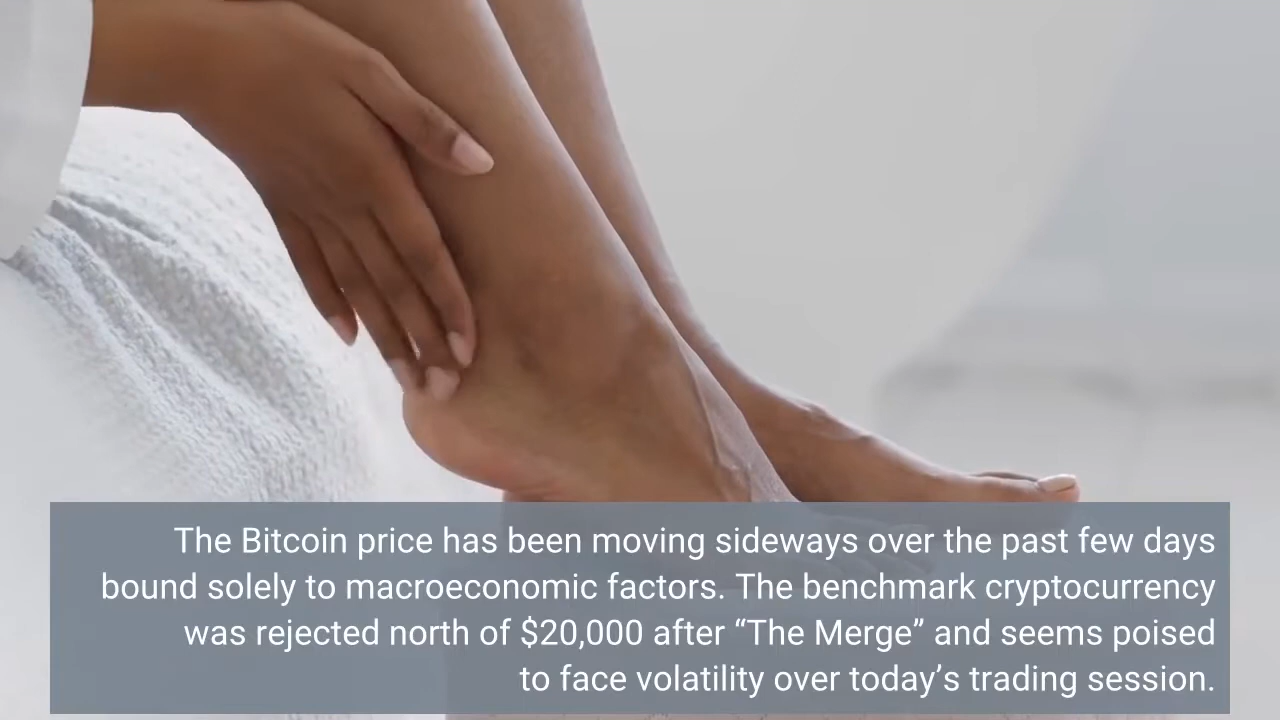 The Bitcoin price has been moving sideways over the past few days
bound solely to macroeconomic factors. The benchmark cryptocurrency
was rejected north of $20,000 after “The Merge” and seems poised
to face volatility over today’s trading session.